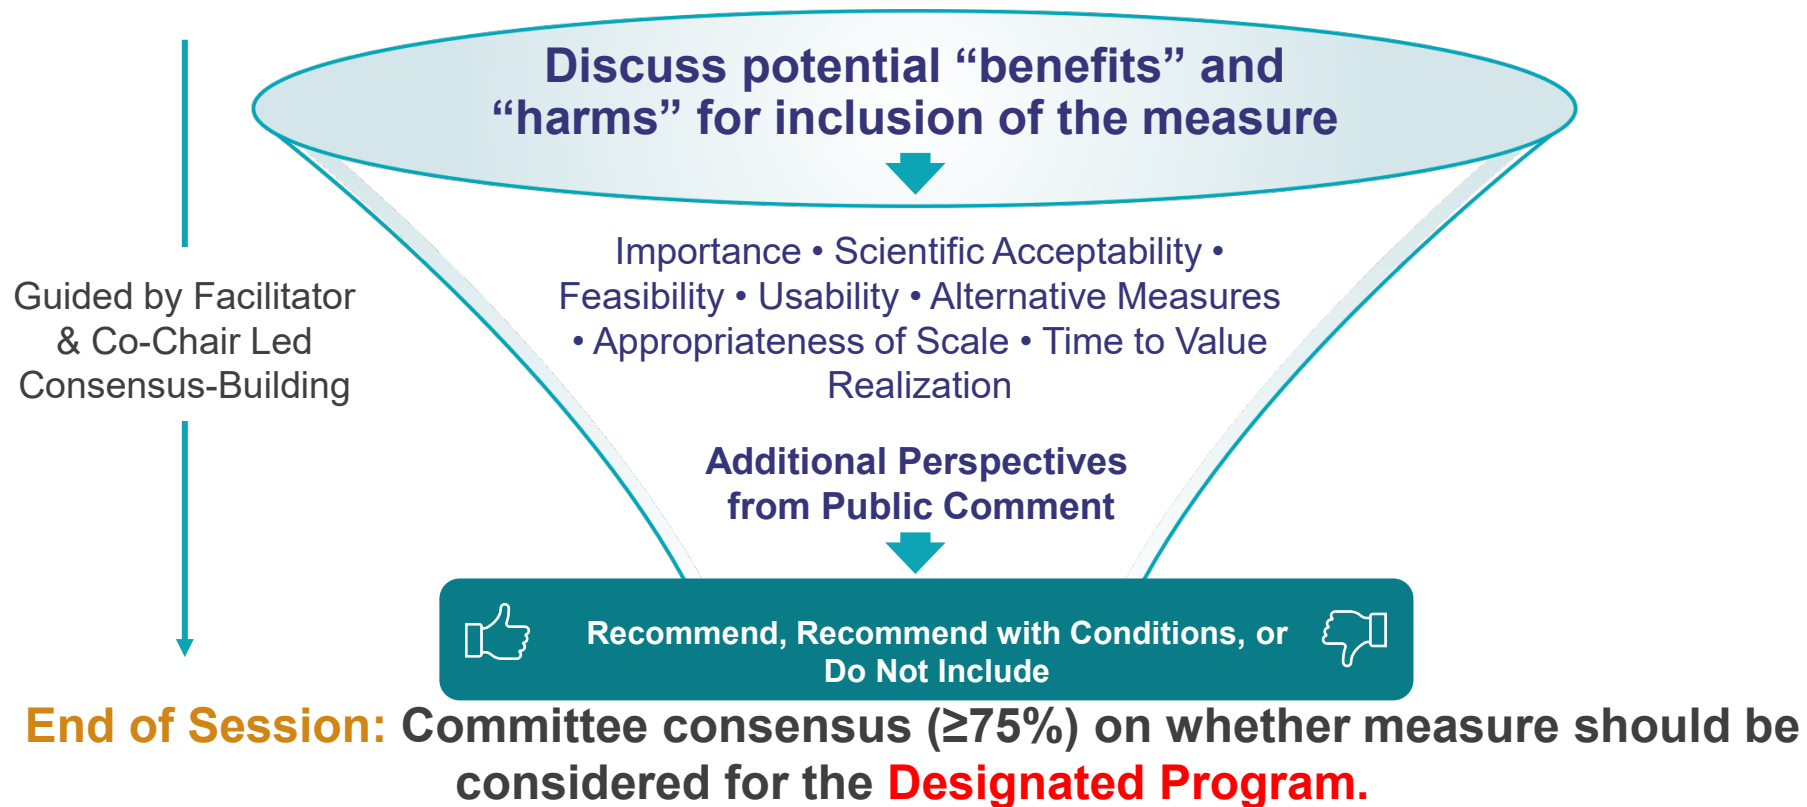 Discuss potential “benefits” and
“harms” for inclusion of the measure
Importance • Scientific Acceptability •
Feasibility • Usability • Alternative Measures
• Appropriateness of Scale • Time to Value
Realization
Guided by Facilitator
& Co-Chair Led
Consensus-Building
Additional Perspectives
from Public Comment
Recommend, Recommend with Conditions, or
Do Not Include
End of Session: Committee consensus (≥75%) on whether measure should be
considered for the Designated Program.